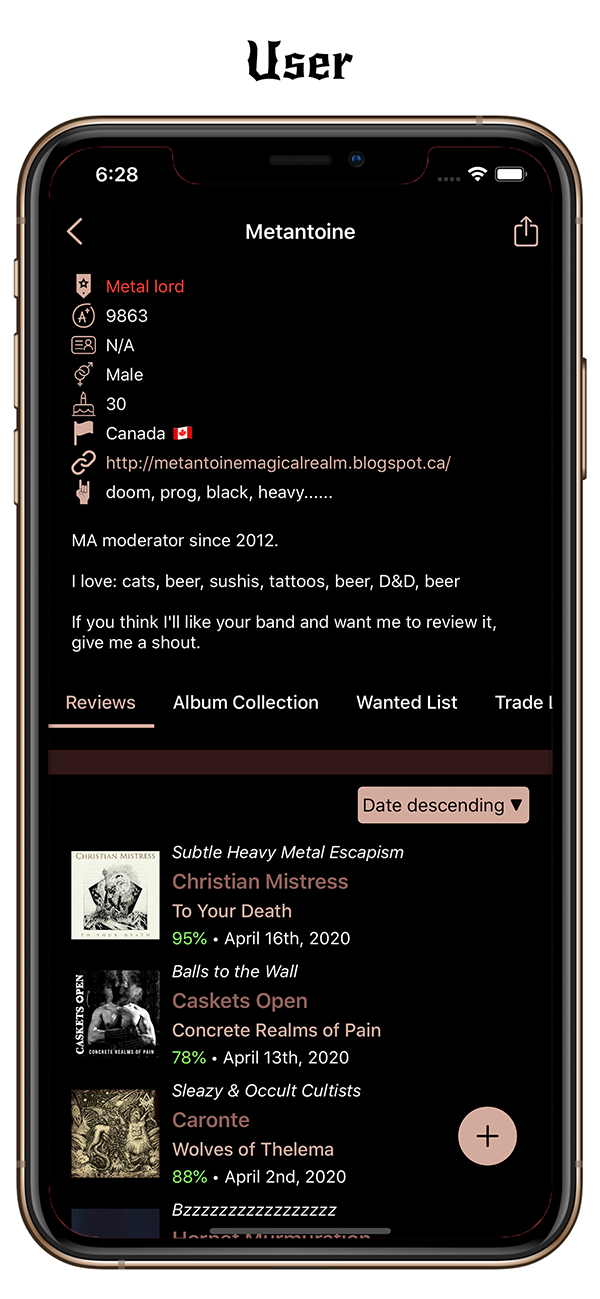 User
6:28
Metantoine
Metal lord
A+
9863
N/A
Male
30
Canada 🇨🇦
http://metantoinemagicalrealm.blogspot.ca/
doom, prog, black, heavy......
MA moderator since 2012.
I love: cats, beer, sushis, tattoos, beer, D&D, beer
If you think I'll like your band and want me to review it,
give me a shout.
Reviews Album Collection Wanted List Trade L
Date descending ▼
CHRISTIAN MISTRESS
TO YOUR DEATH
Subtle Heavy Metal Escapism
Christian Mistress
To Your Death
95% • April 16th, 2020
CASKETS OPEN
CONCRETE REALMS OF PAIN
Balls to the Wall
Caskets Open
Concrete Realms of Pain
78% • April 13th, 2020
Sleazy & Occult Cultists
Caronte
Wolves of Thelema
88% • April 2nd, 2020
+
Bzzzzzzzzzzzzzzzzz
Hornet Murmuration